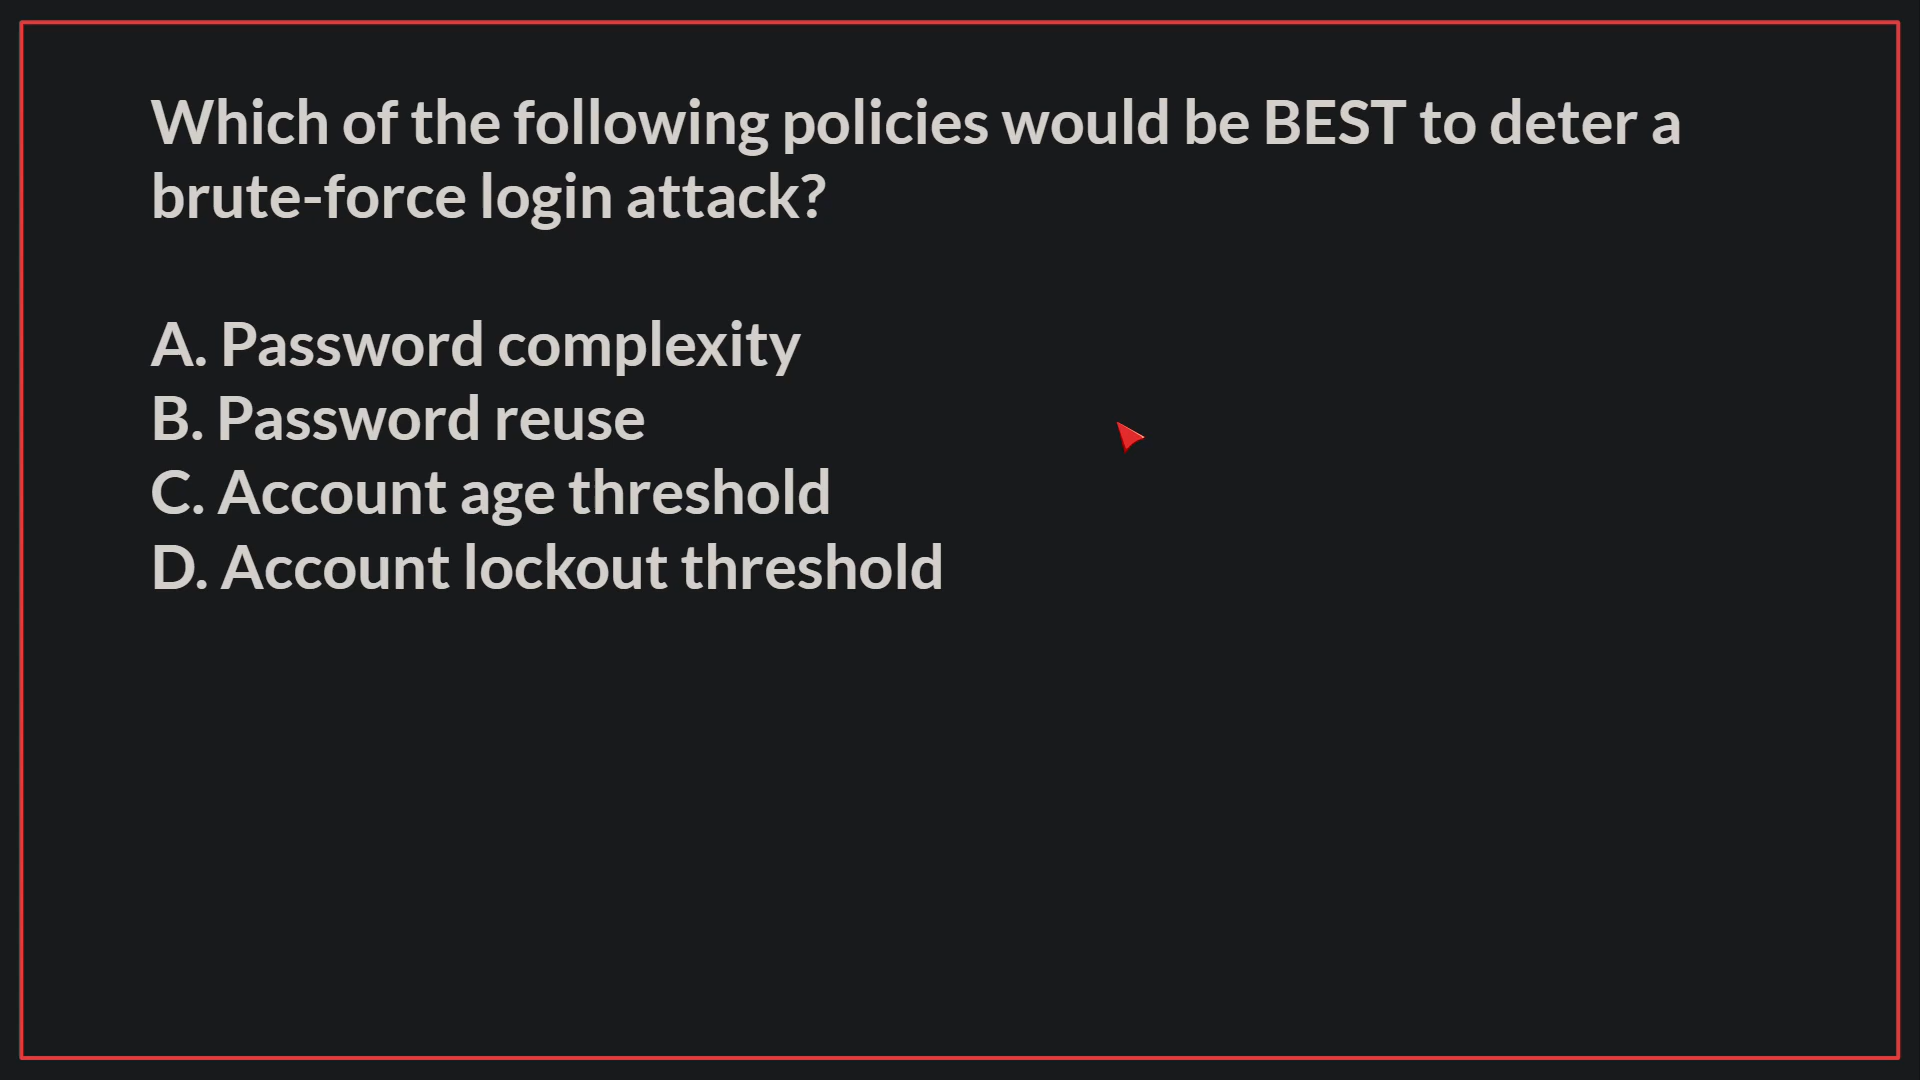 Which of the following policies would be BEST to deter a
brute-force login attack?
A. Password complexity
B. Password reuse
C. Account age threshold
D. Account lockout threshold